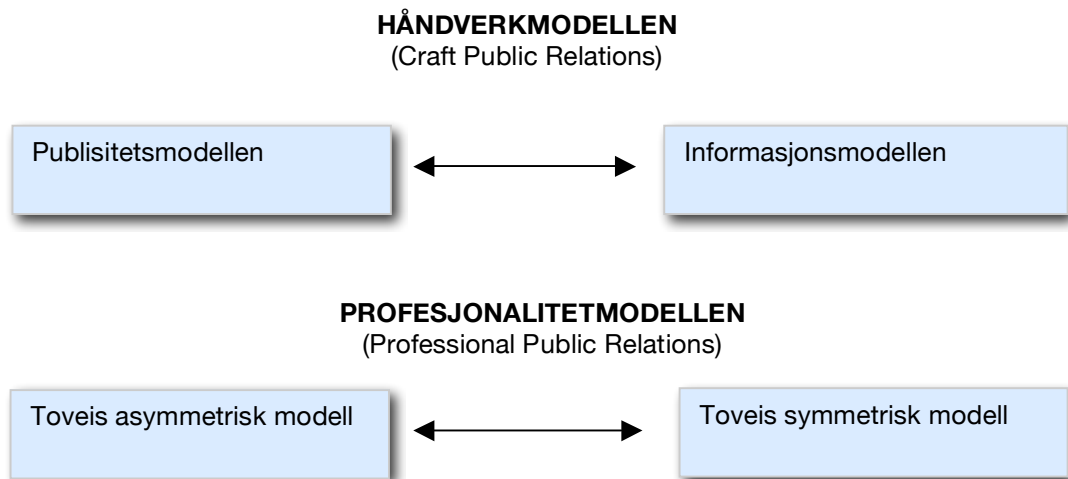 HÅNDVERKMODELLEN
(Craft Public Relations)
Publisitetsmodellen
Informasjonsmodellen
PROFESJONALITETMODELLEN
(Professional Public Relations)
Toveis asymmetrisk modell
Toveis symmetrisk modell